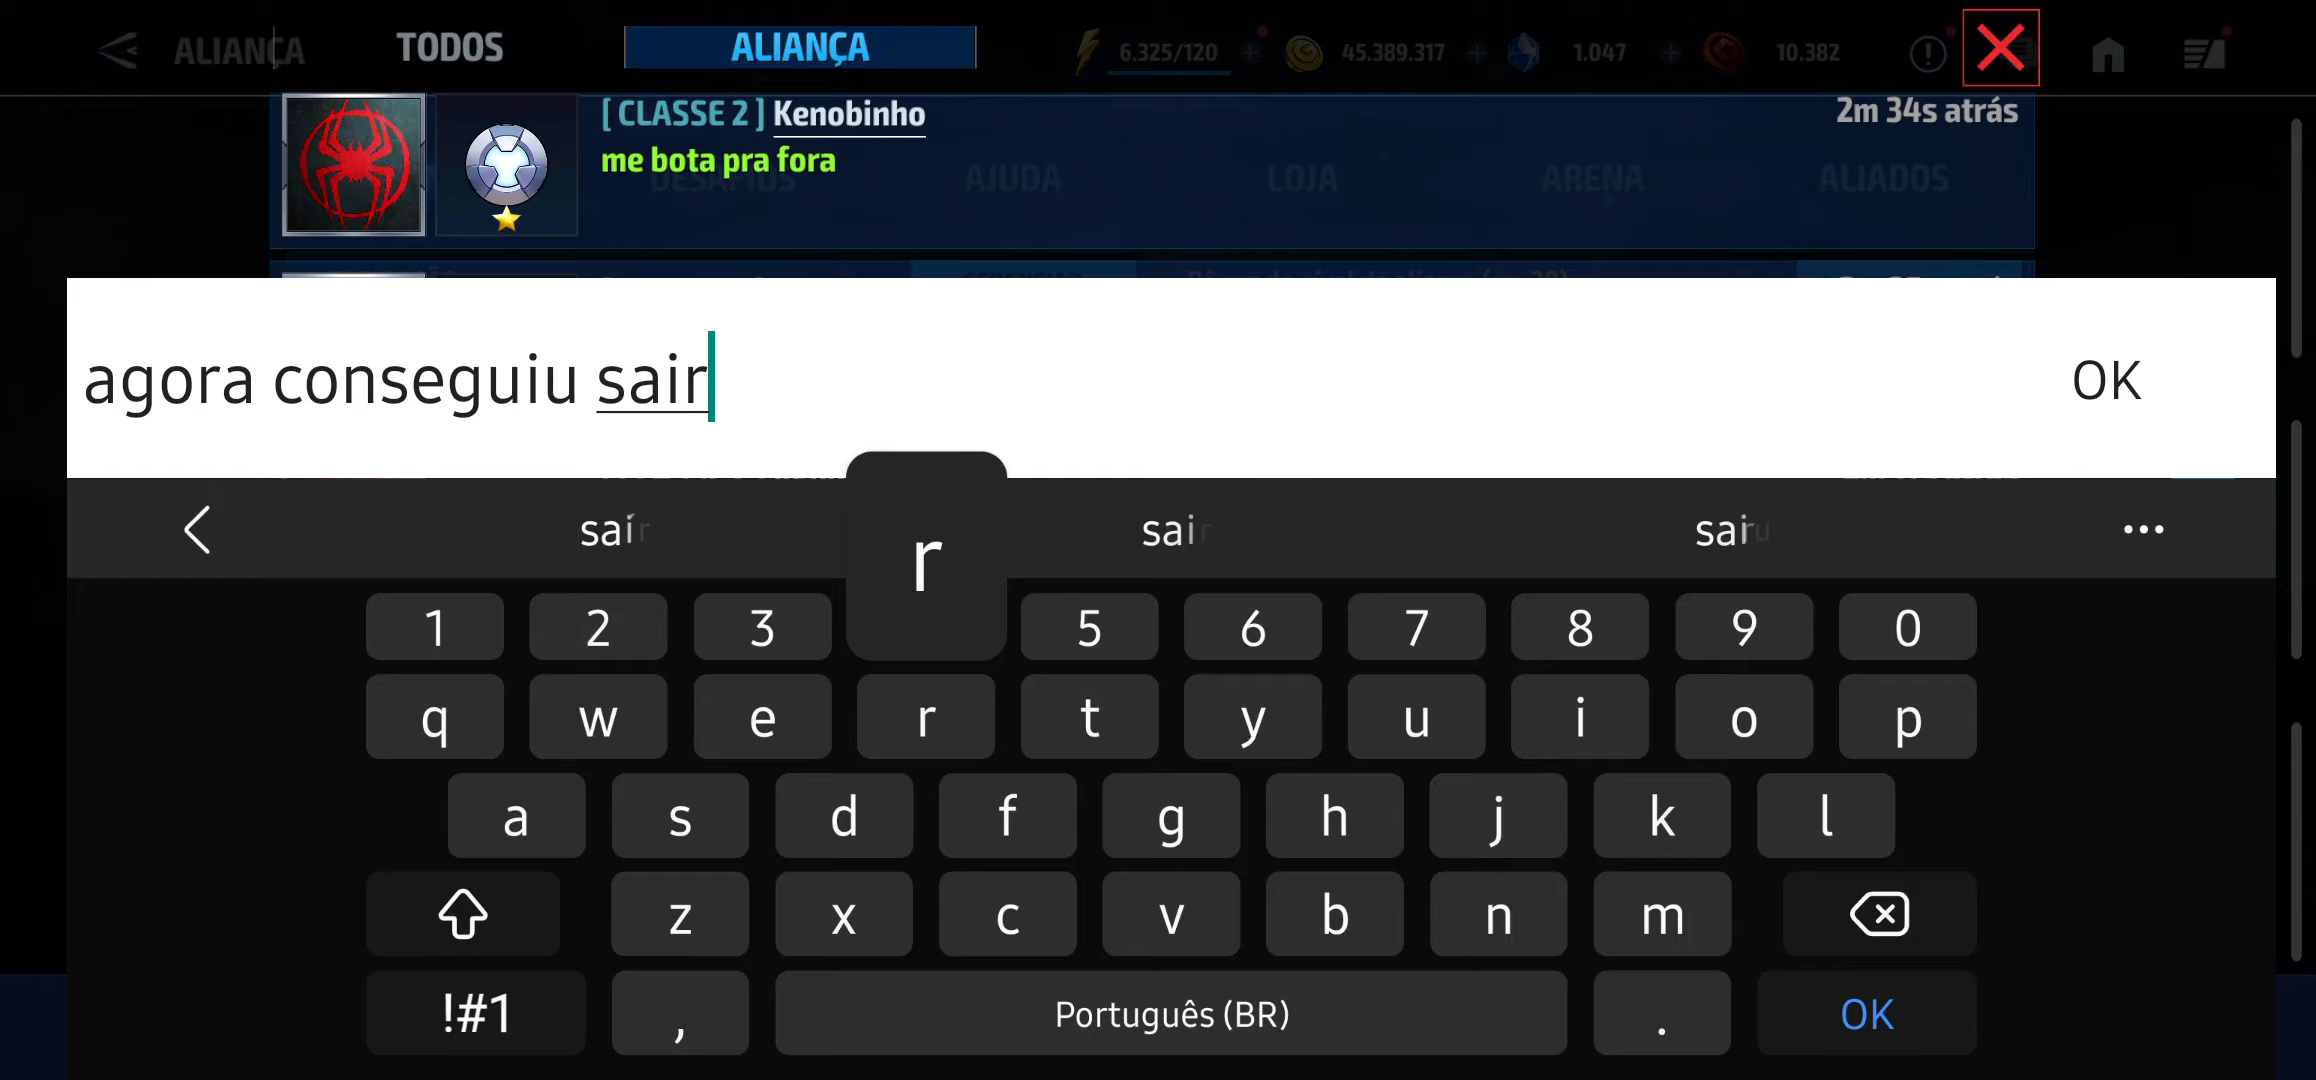 ALIANÇA
TODOS
ALIANÇA
6.325/120
45.389.317
1.047
10.382
[ CLASSE 2 ] Kenobinho
2m 34s atrás
me bota pra fora
DESAFIOS
AJUDA
LOJA
ARENA
ALIADOS
agora conseguiu sair
OK
saír
sair
sairu
r
1 2 3 5 6 7 8 9 0
q w e r t y u i o p
a s d f g h j k l
z x c v b n m
!#1 , Português (BR) . OK